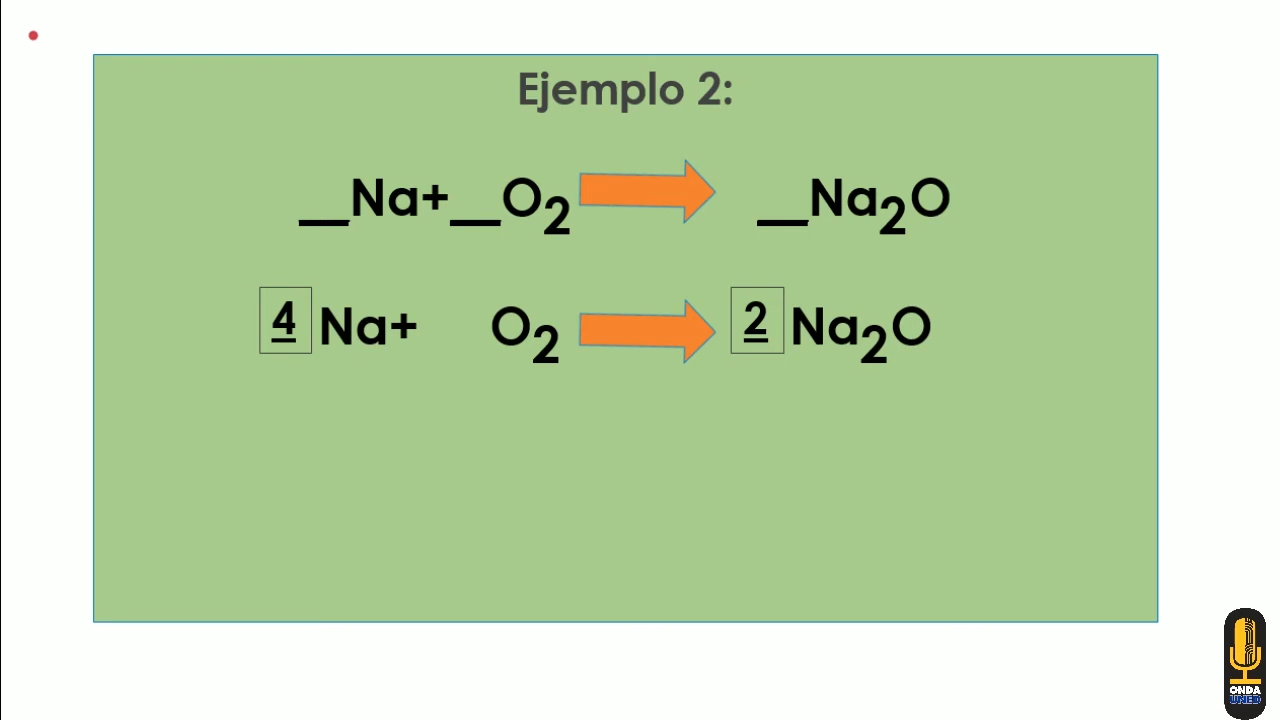 Ejemplo 2:
__Na+__O2 __Na2O
4 Na+ O2 2 Na2O
ONDA
UNED